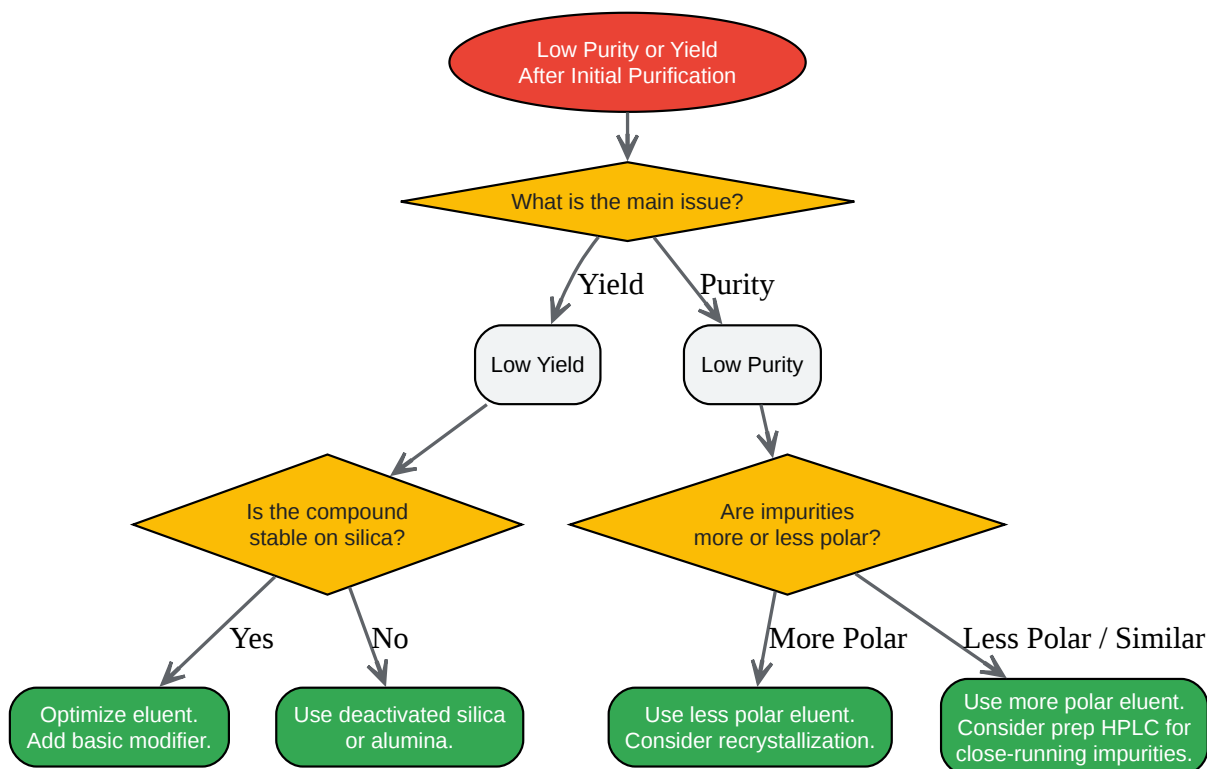 Low Purity or Yield
After Initial Purification
What is the main issue?
Yield
Purity
Low Yield
Low Purity
Is the compound
stable on silica?
Are impurities
more or less polar?
Yes
No
More Polar
Less Polar / Similar
Optimize eluent.
Add basic modifier.
Use deactivated silica
or alumina.
Use less polar eluent.
Consider recrystallization.
Use more polar eluent.
Consider prep HPLC for
close-running impurities.